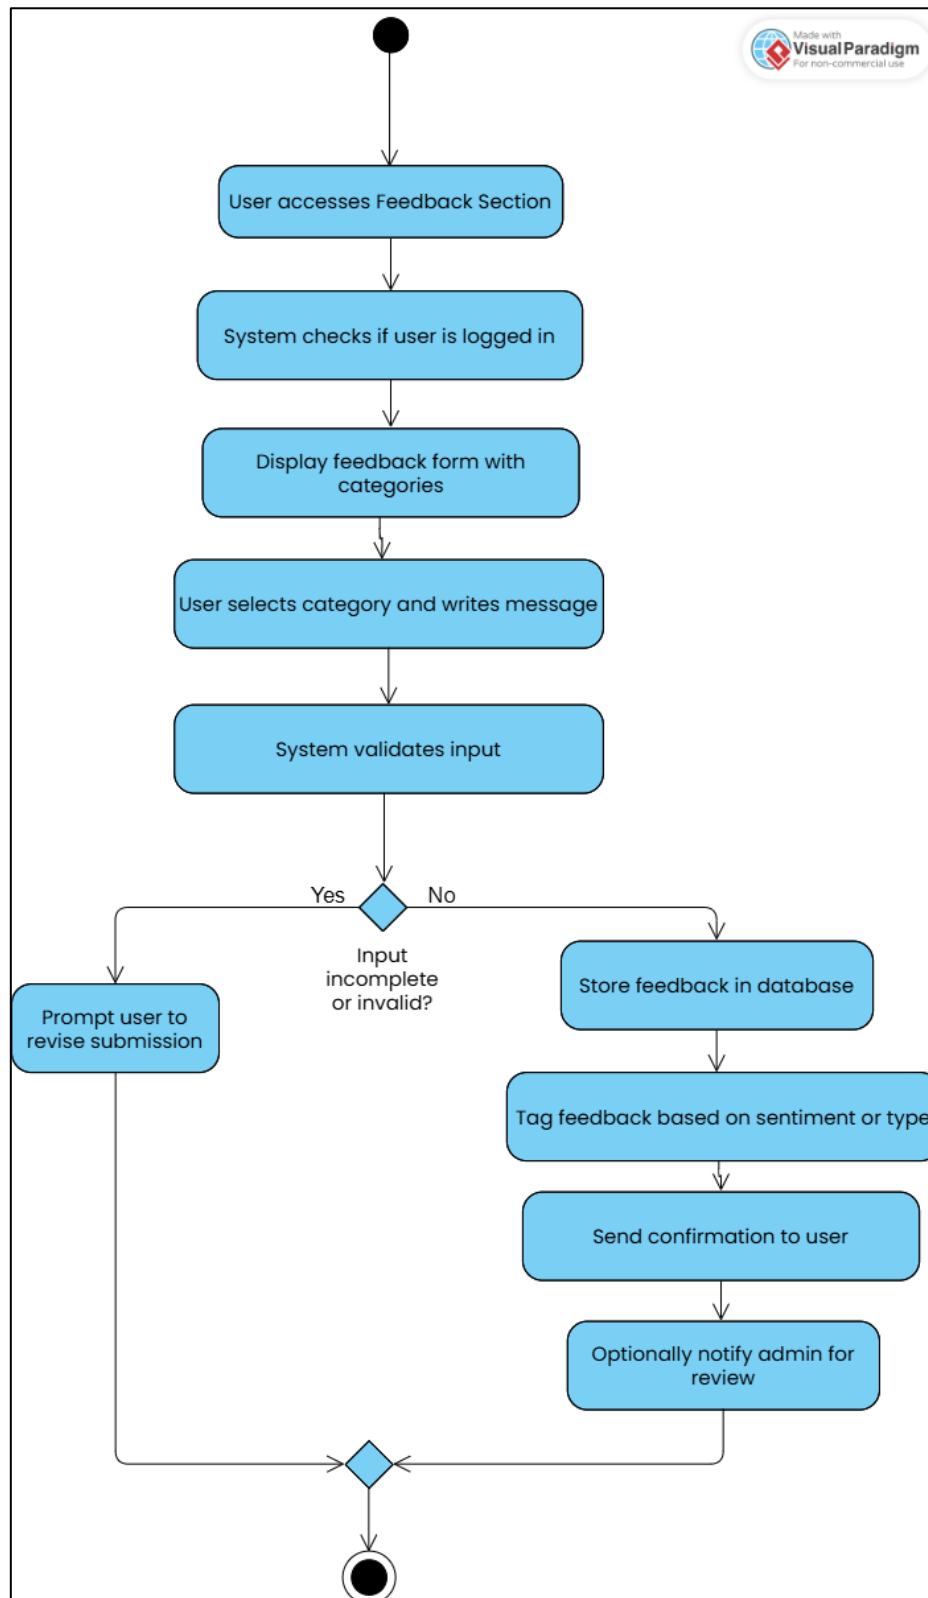 Made with
Visual Paradigm
For non-commercial use
User accesses Feedback Section
System checks if user is logged in
Display feedback form with
categories
User selects category and writes message
System validates input
Yes
No
Input
incomplete
or invalid?
Prompt user to
revise submission
Store feedback in database
Tag feedback based on sentiment or type
Send confirmation to user
Optionally notify admin for
review